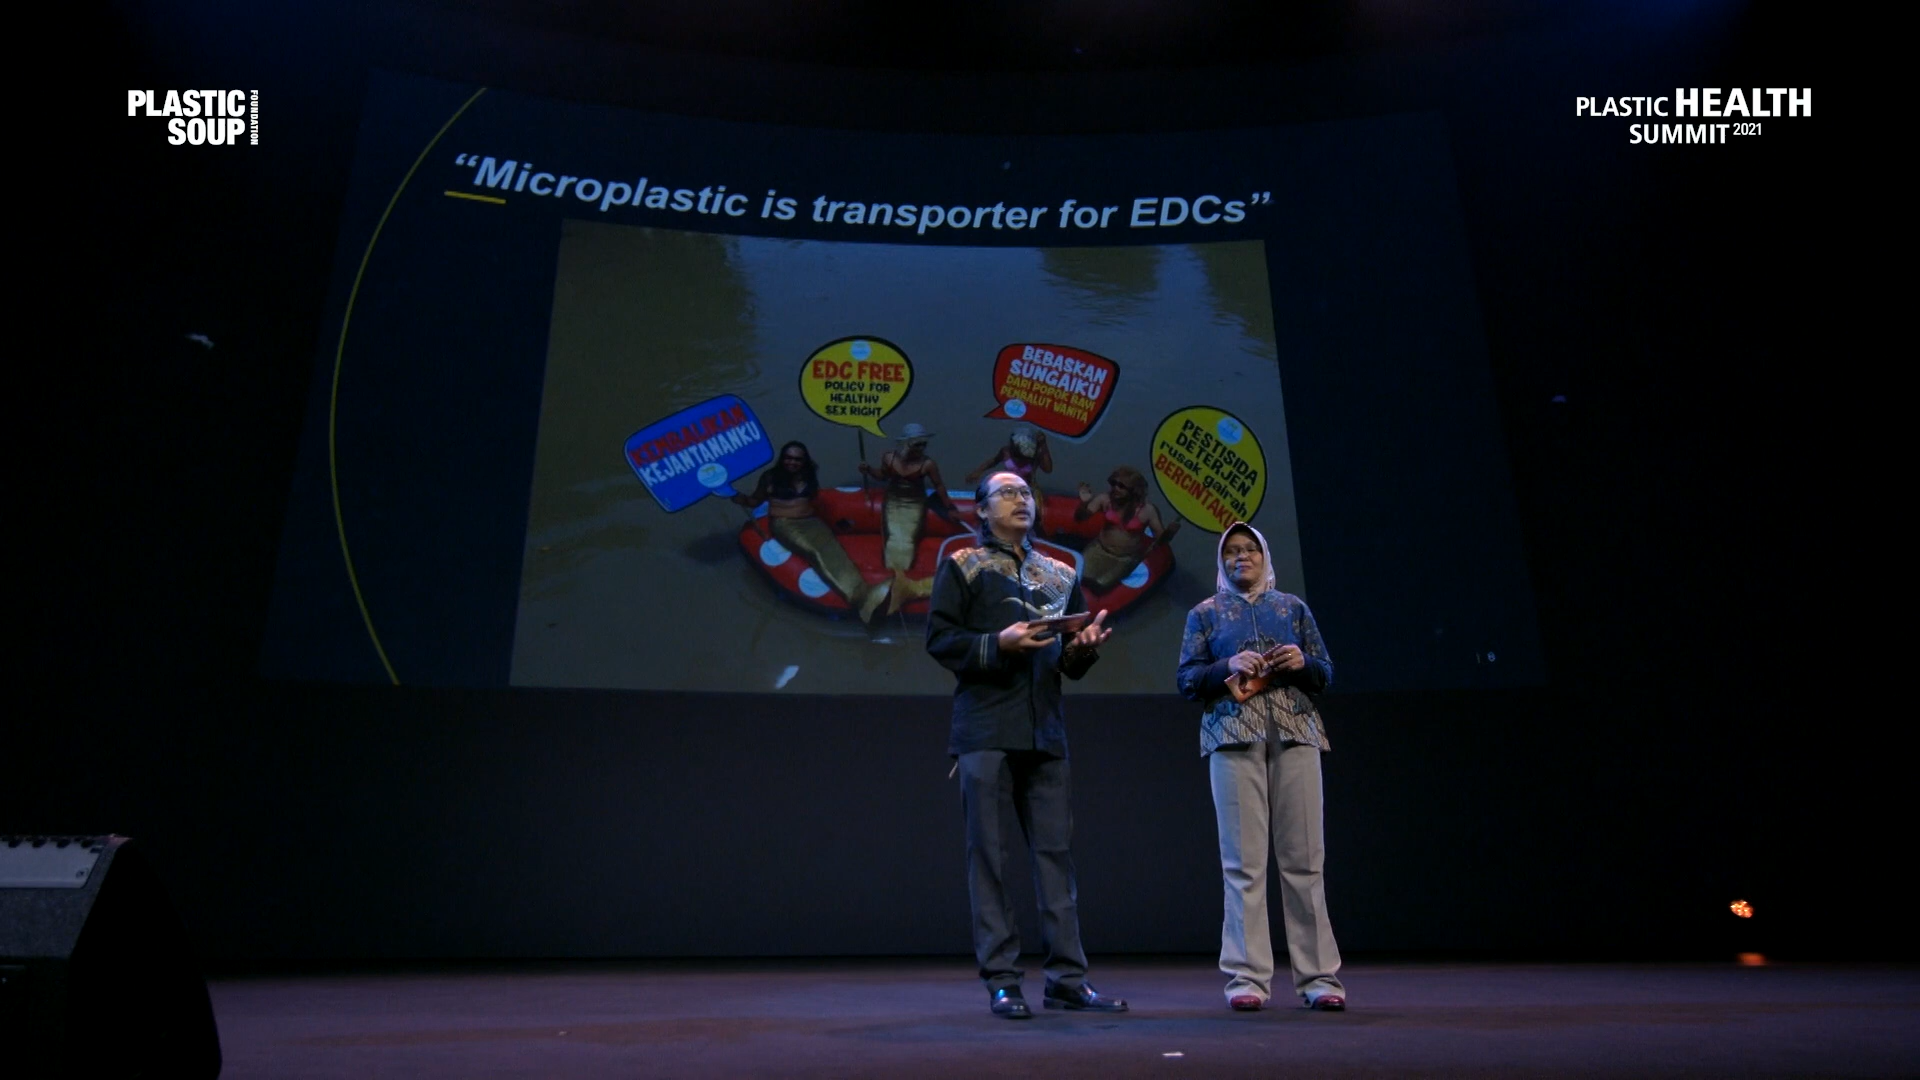 PLASTIC
SOUP
FOUNDATION
PLASTIC HEALTH
SUMMIT 2021
“Microplastic is transporter for EDCs”
KEMBALIKAN
KEJANTANANKU
EDC FREE
POLICY FOR
HEALTHY
SEX RIGHT
BEBASKAN
SUNGAIKU
DARI POPOK BAYI
PEMBALUT WANITA
PESTISIDA
DETERJEN
rusak gairah
BERCINTAKU